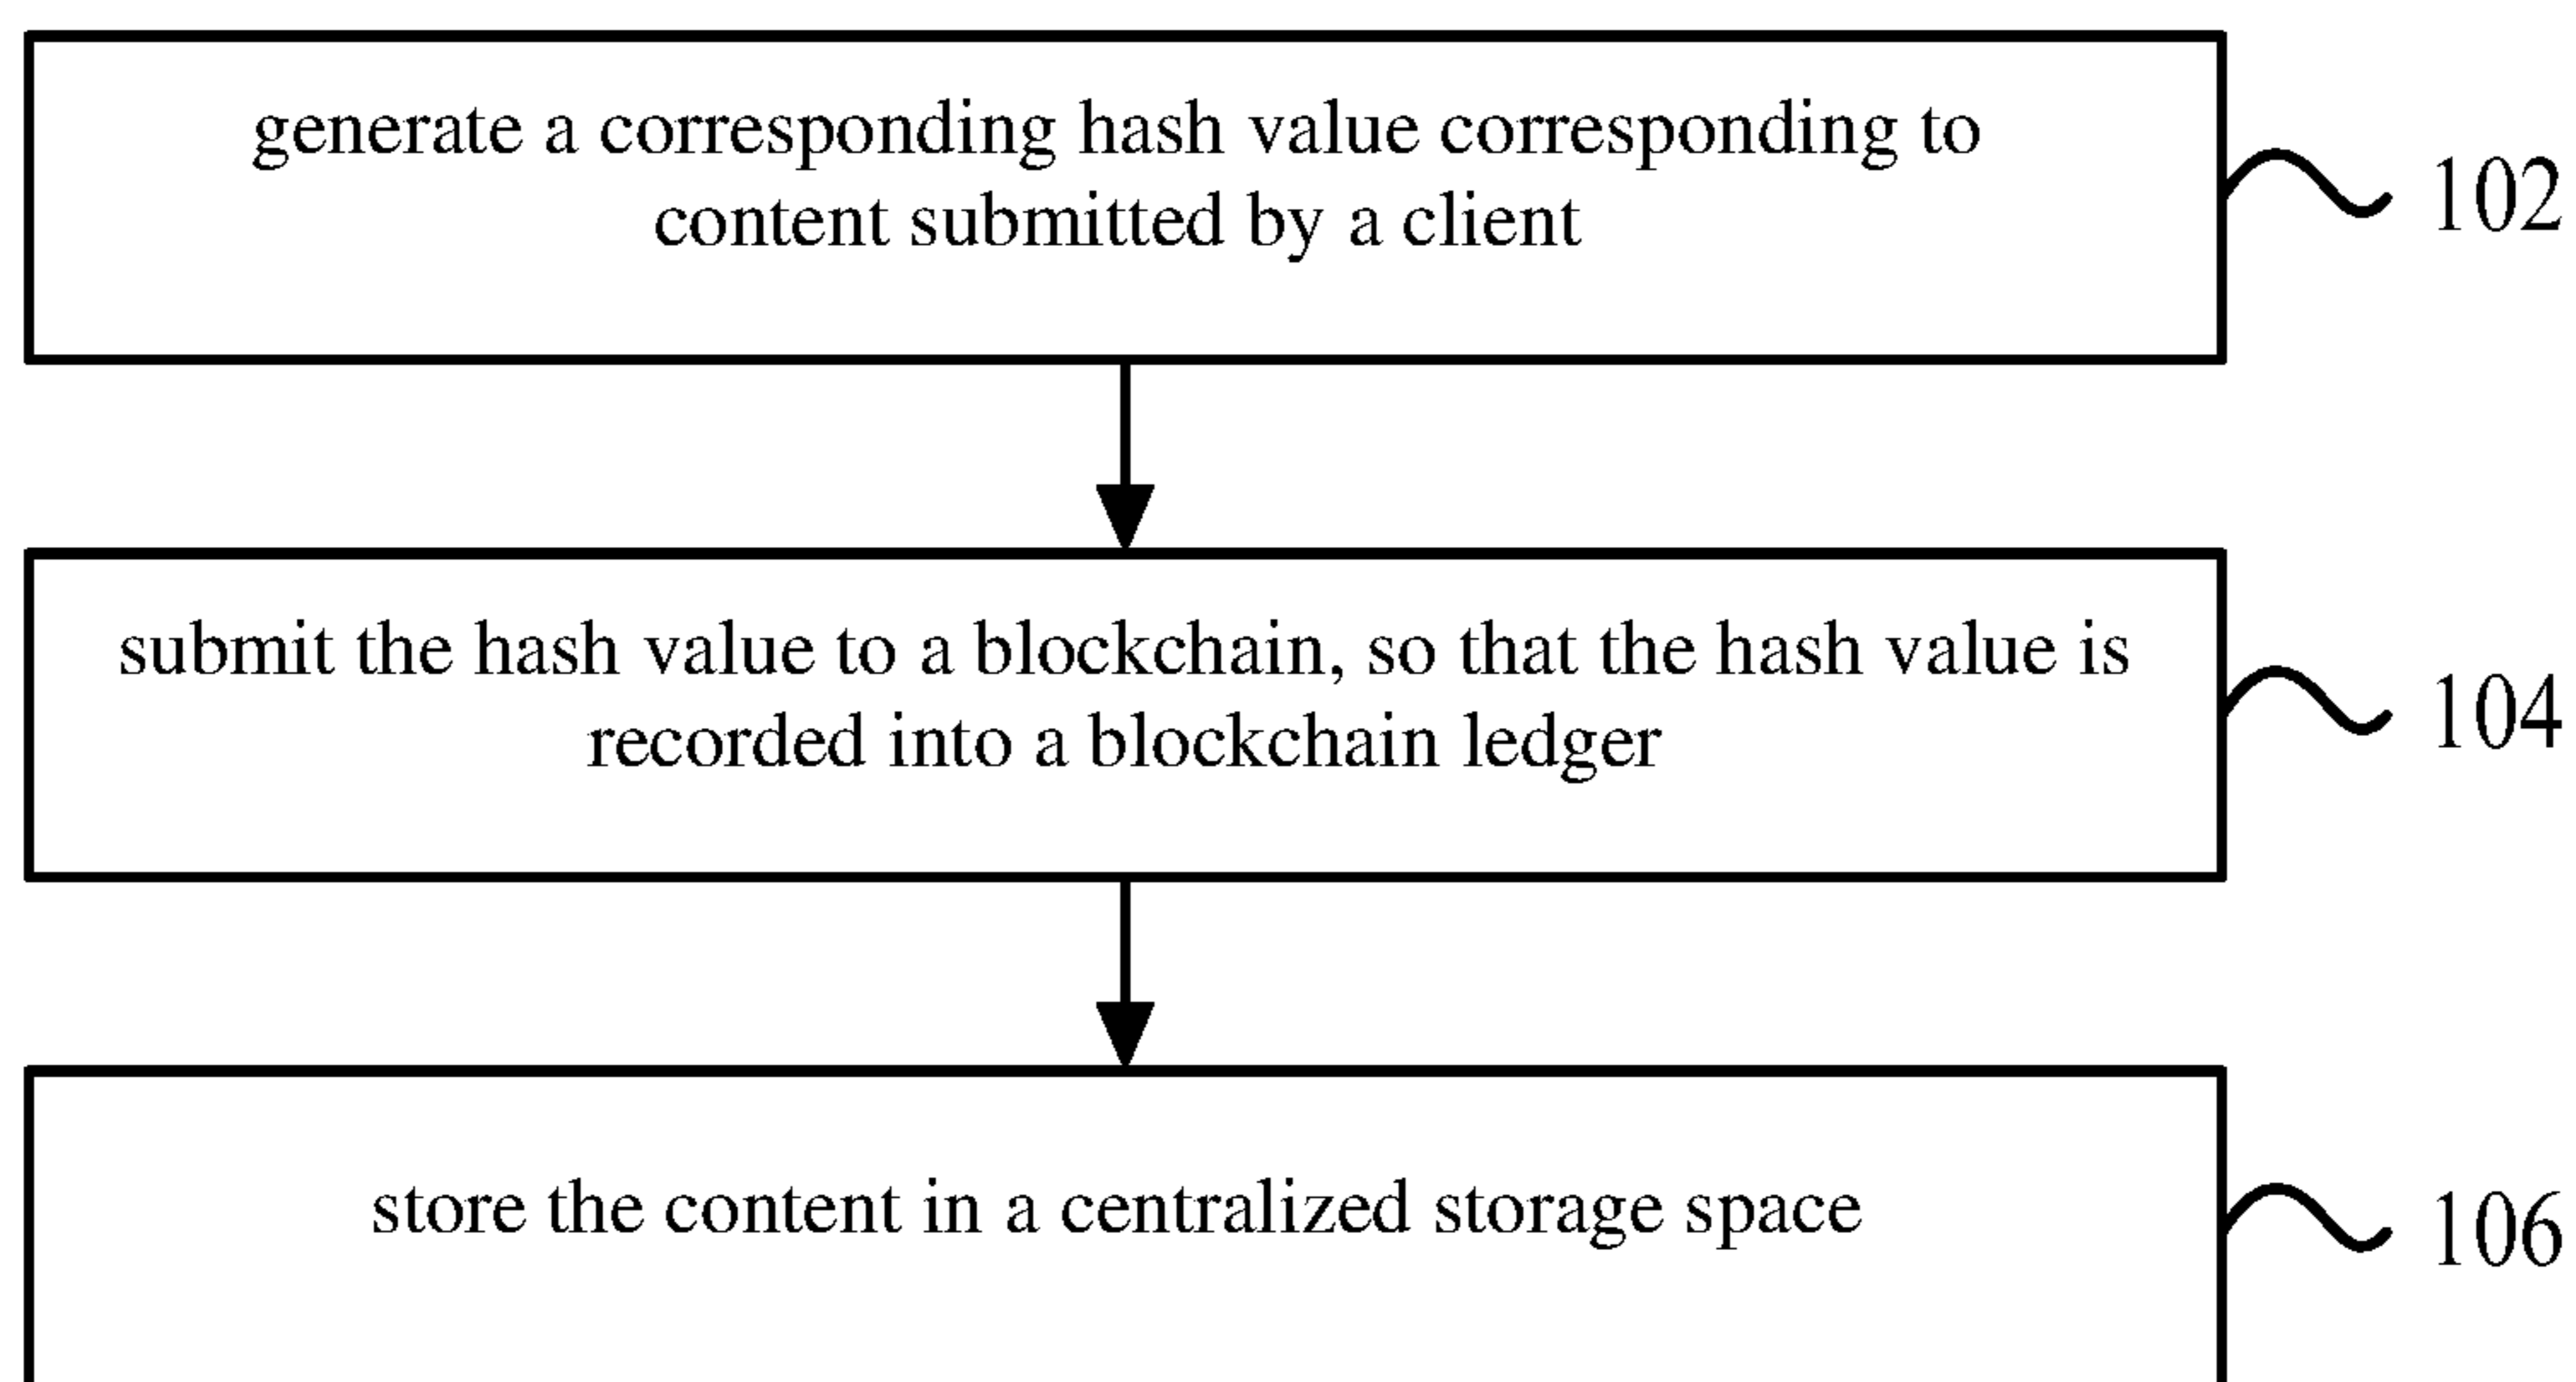 generate a corresponding hash value corresponding to
content submitted by a client
102
submit the hash value to a blockchain, so that the hash value is
recorded into a blockchain ledger
104
store the content in a centralized storage space
106